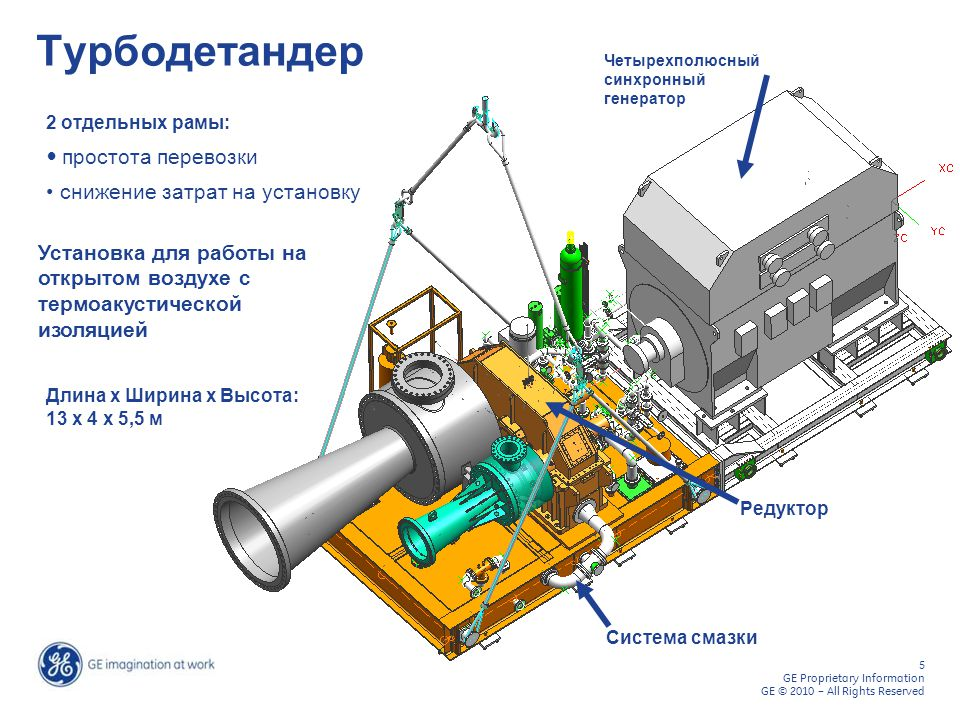 Турбодетандер
Четырехполюсный
синхронный
генератор
2 отдельных рамы:
• простота перевозки
• снижение затрат на установку
Установка для работы на
открытом воздухе с
термоакустической
изоляцией
Длина x Ширина x Высота:
13 x 4 x 5,5 м
XC
YC
ZC
Редуктор
Система смазки
GE imagination at work
5
GE Proprietary Information
GE © 2010 – All Rights Reserved